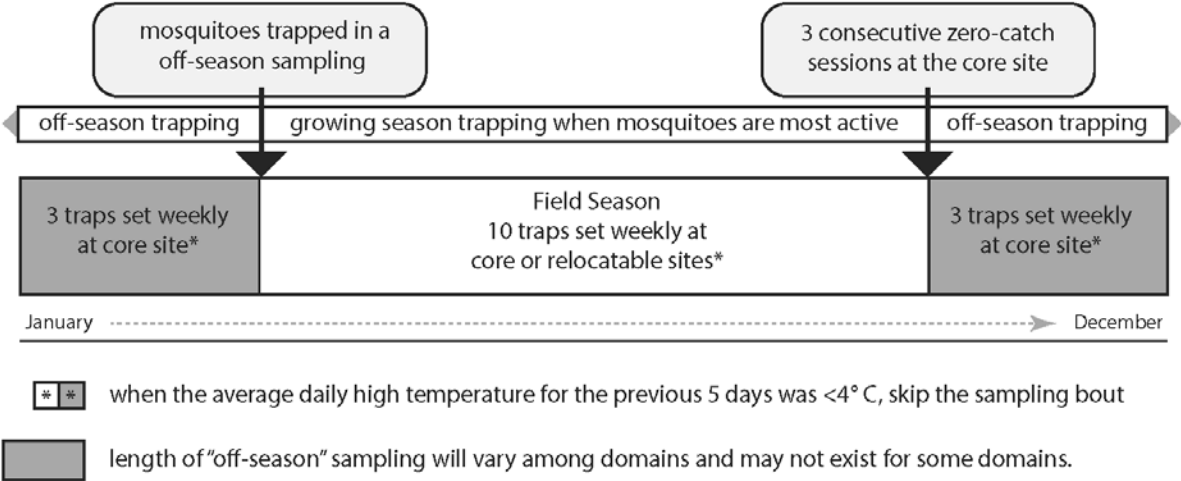 mosquitoes trapped in a
off-season sampling
3 consecutive zero-catch
sessions at the core site
off-season trapping
growing season trapping when mosquitoes are most active
off-season trapping
3 traps set weekly
at core site*
Field Season
10 traps set weekly at
core or relocatable sites*
3 traps set weekly
at core site*
January
December
* *
when the average daily high temperature for the previous 5 days was <4° C, skip the sampling bout
length of "off-season" sampling will vary among domains and may not exist for some domains.